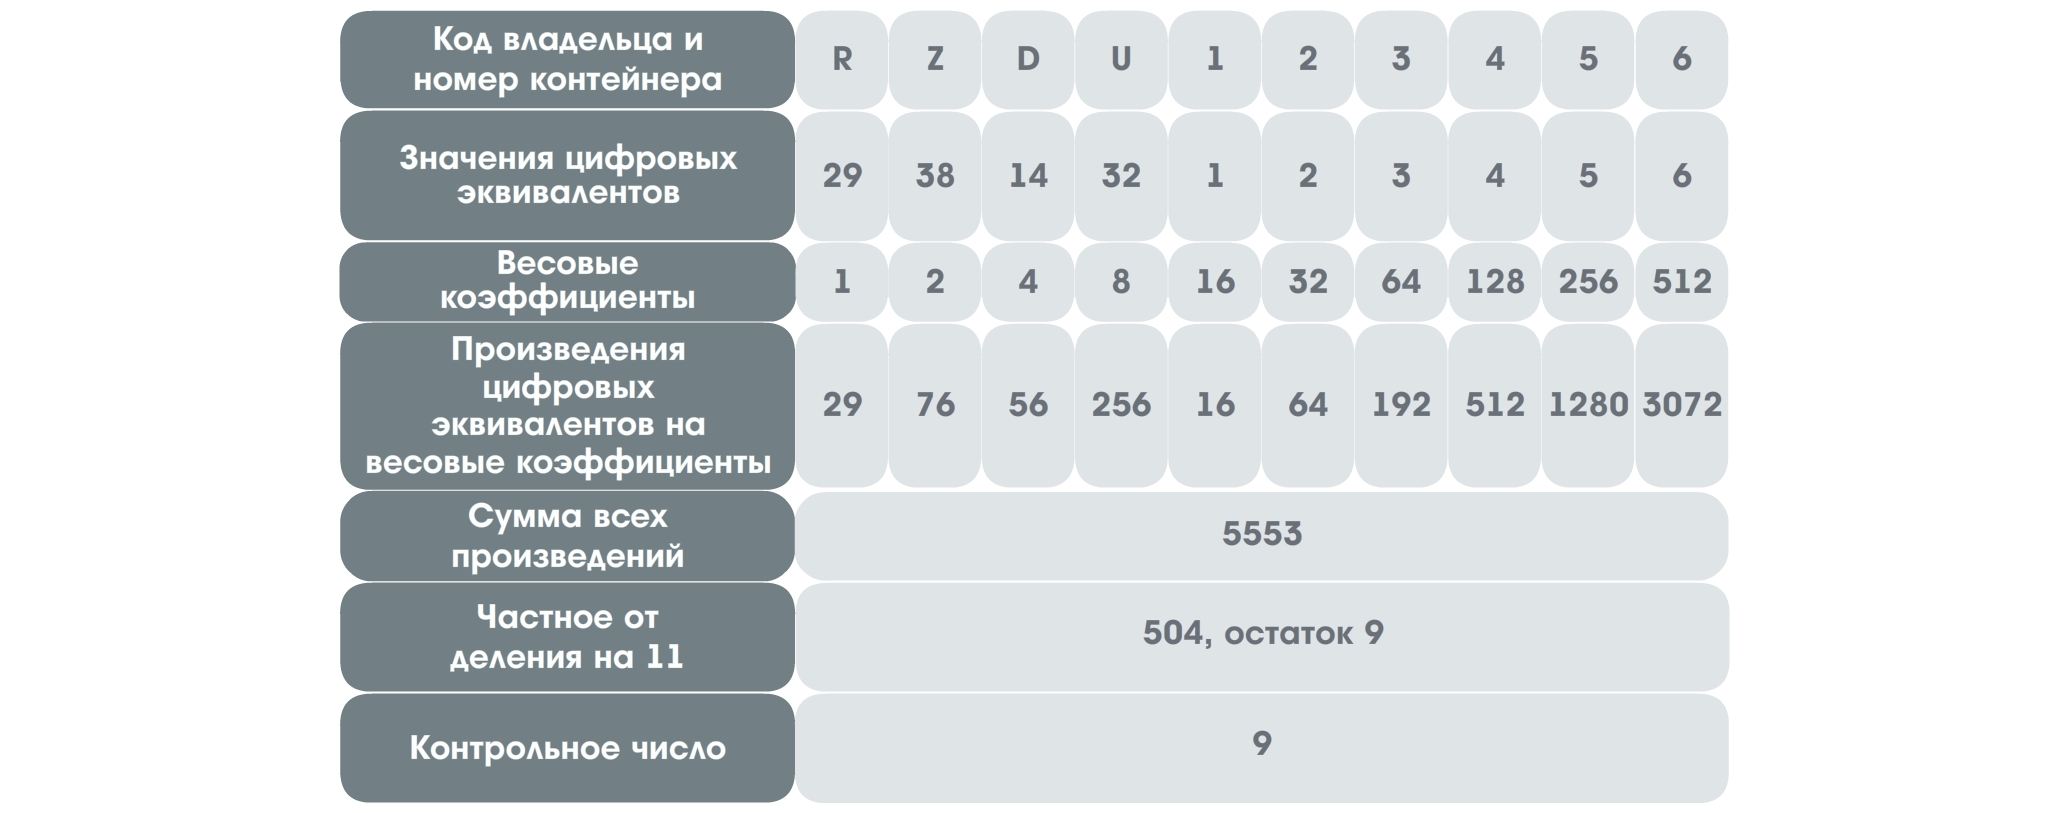 Код владельца и
номер контейнера
R Z D U 1 2 3 4 5 6
Значения цифровых
эквивалентов
29 38 14 32 1 2 3 4 5 6
Весовые
коэффициенты
1 2 4 8 16 32 64 128 256 512
Произведения
цифровых
эквивалентов на
весовые коэффициенты
29 76 56 256 16 64 192 512 1280 3072
Сумма всех
произведений
5553
Частное от
деления на 11
504, остаток 9
Контрольное число
9